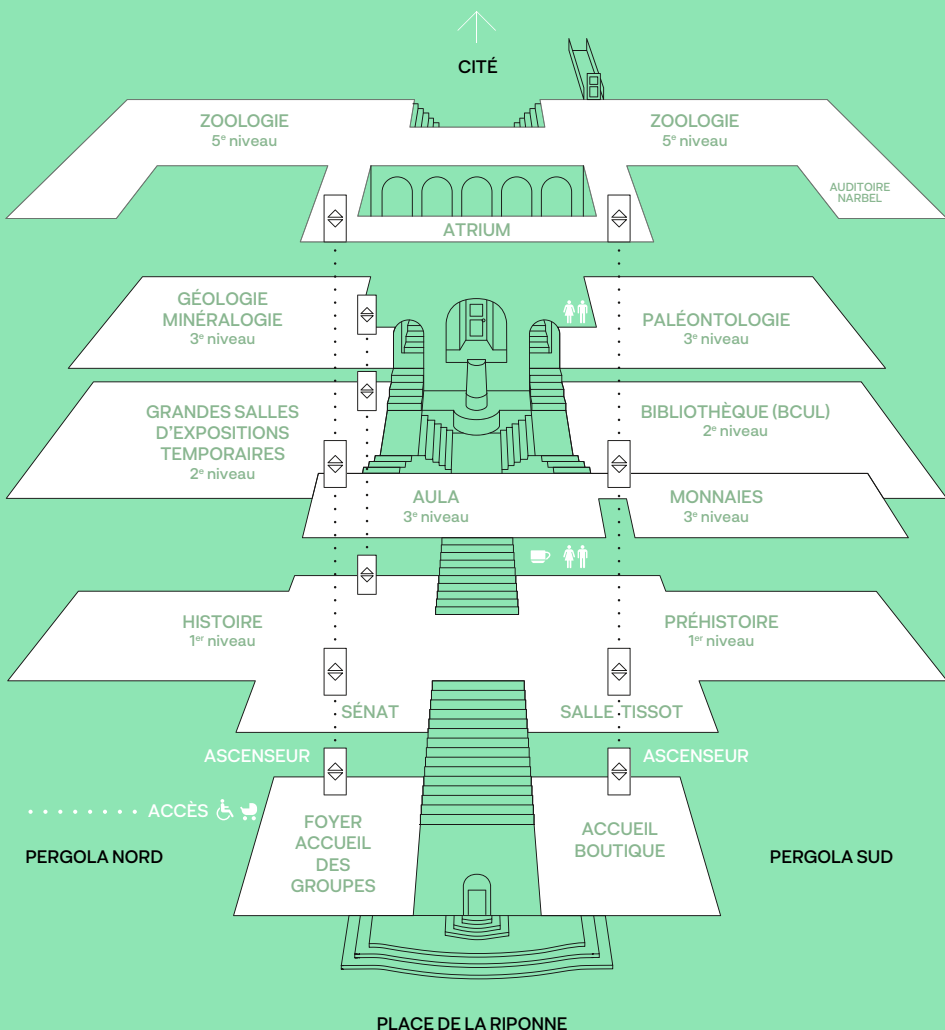 CITÉ
ZOOLOGIE
5e niveau
ZOOLOGIE
5e niveau
AUDITOIRE
NARBEL
ATRIUM
GÉOLOGIE
MINÉRALOGIE
3e niveau
PALÉONTOLOGIE
3e niveau
GRANDES SALLES
D'EXPOSITIONS
TEMPORAIRES
2e niveau
BIBLIOTHÈQUE (BCUL)
2e niveau
AULA
3e niveau
MONNAIES
3e niveau
HISTOIRE
1er niveau
PRÉHISTOIRE
1er niveau
SÉNAT
SALLE TISSOT
ASCENSEUR
ASCENSEUR
ACCÈS
FOYER
ACCUEIL
DES
GROUPES
ACCUEIL
BOUTIQUE
PERGOLA NORD
PERGOLA SUD
PLACE DE LA RIPONNE